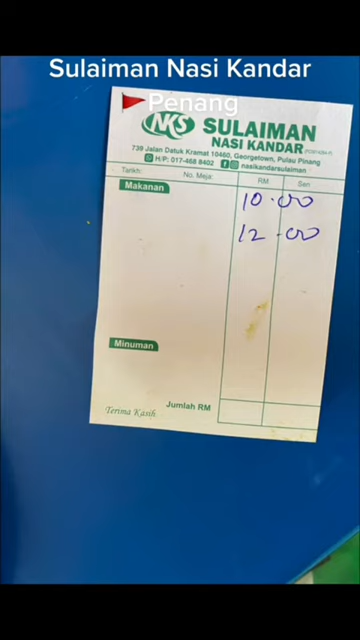 Sulaiman Nasi Kandar
Penang
NKS SULAIMAN
NASI KANDAR
739 Jalan Datuk Kramat 10460, Georgetown, Pulau Pinang
H/P: 017-468 8402 nasikandarsulaiman
Tarikh: No. Meja: RM Sen
Makanan 10.00
12.00
Minuman
Jumlah RM
Terima Kasih